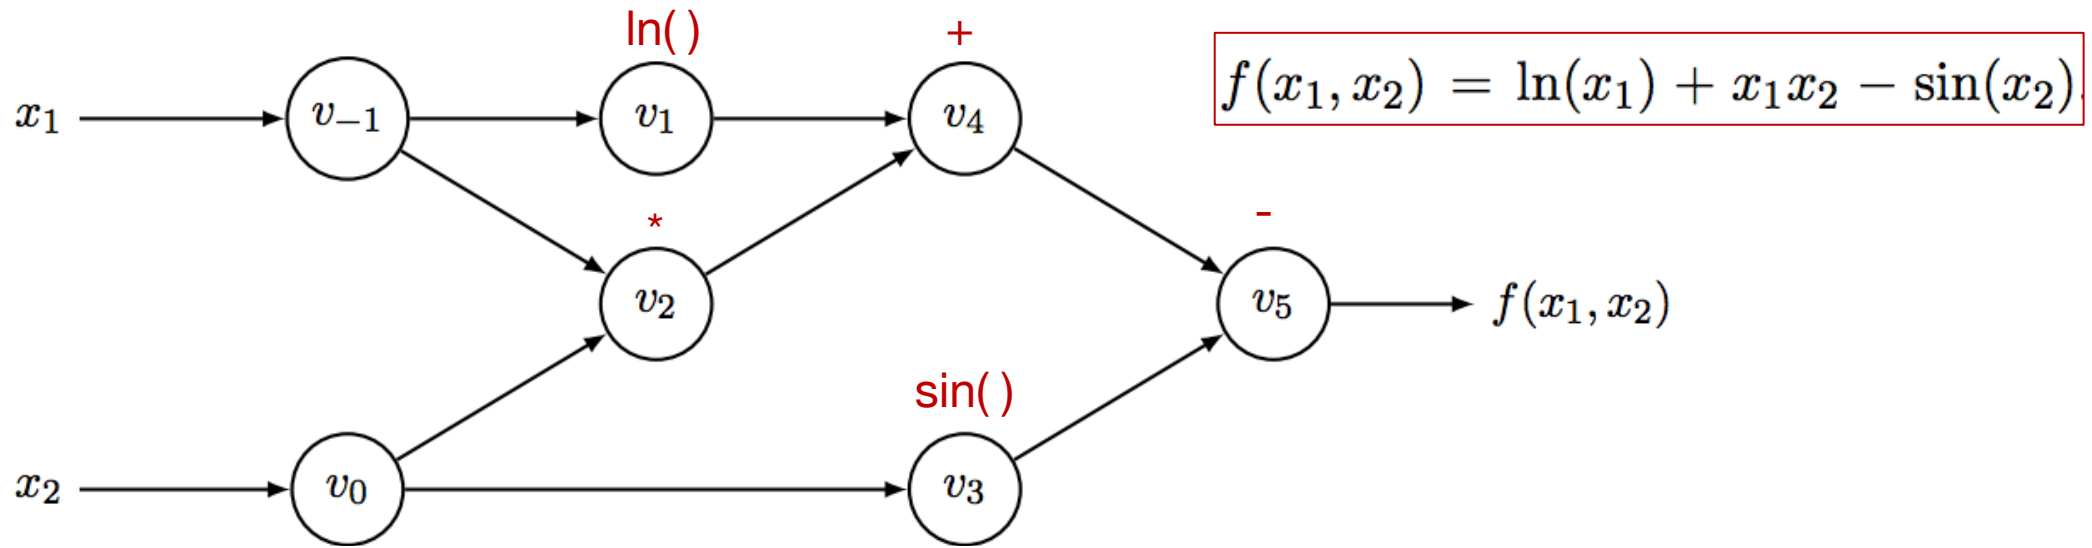 ln( )
+
f(x₁, x₂) = ln(x₁) + x₁x₂ − sin(x₂).
x₁
v₋₁
v₁
v₄
*
-
v₂
v₅
f(x₁, x₂)
sin( )
x₂
v₀
v₃